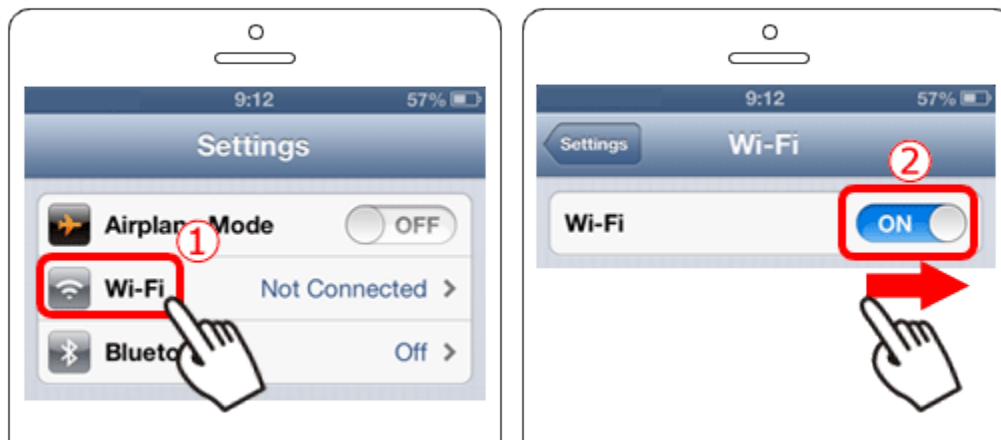 9:12 57%
Settings
Airplan Mode OFF
①
Wi-Fi Not Connected
Blueto Off
9:12 57%
Settings Wi-Fi
②
Wi-Fi ON